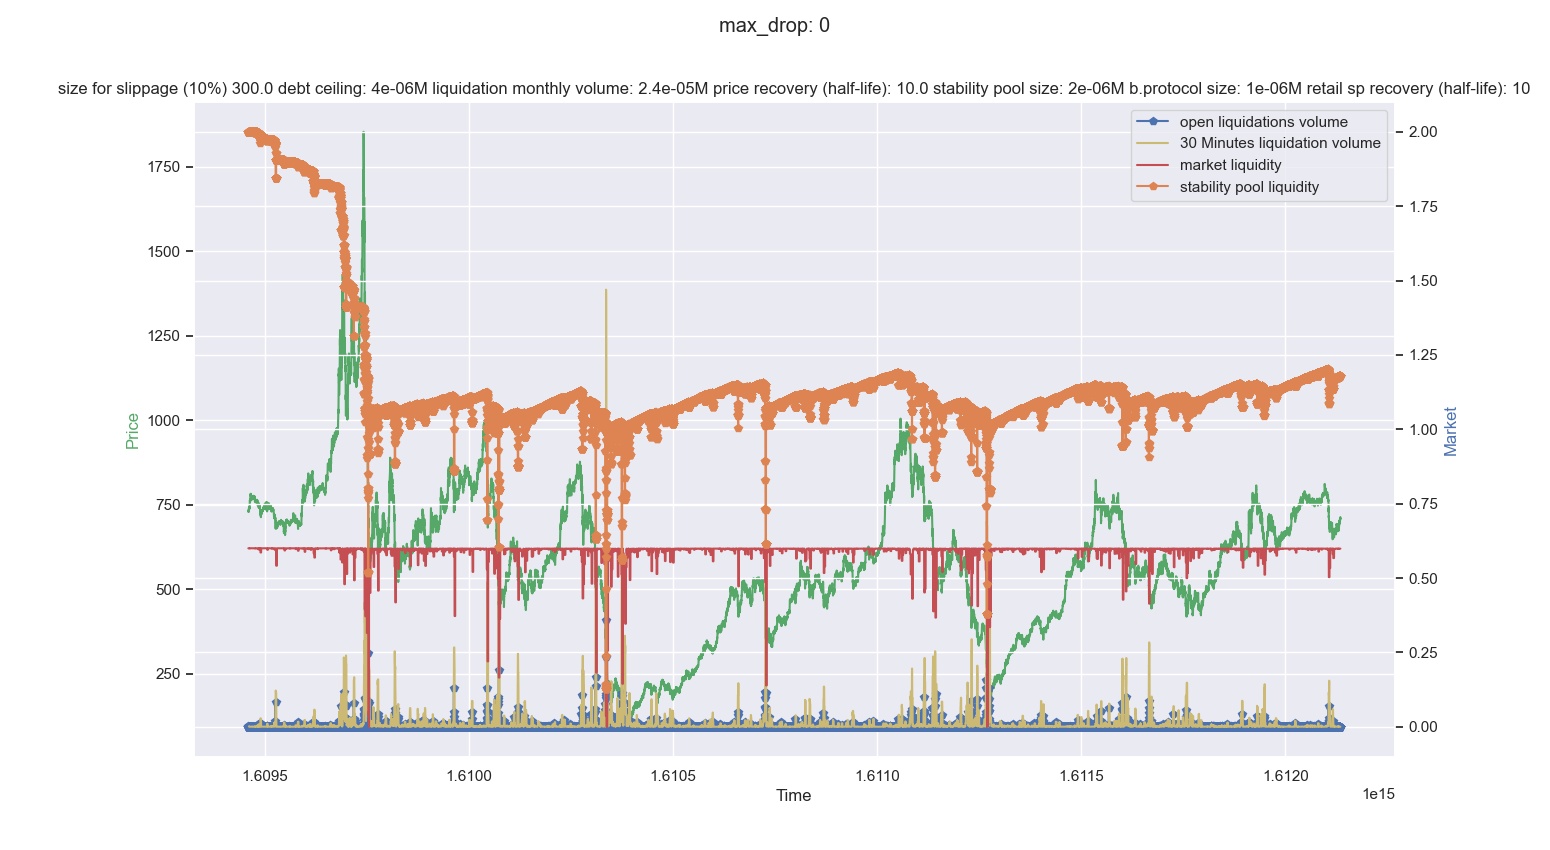 max_drop: 0
size for slippage (10%) 300.0 debt ceiling: 4e-06M liquidation monthly volume: 2.4e-05M price recovery (half-life): 10.0 stability pool size: 2e-06M b.protocol size: 1e-06M retail sp recovery (half-life): 10
open liquidations volume
30 Minutes liquidation volume
market liquidity
stability pool liquidity
1750
1500
1250
1000
750
500
250
Price
2.00
1.75
1.50
1.25
1.00
0.75
0.50
0.25
0.00
Market
1.6095 1.6100 1.6105 1.6110 1.6115 1.6120
1e15
Time